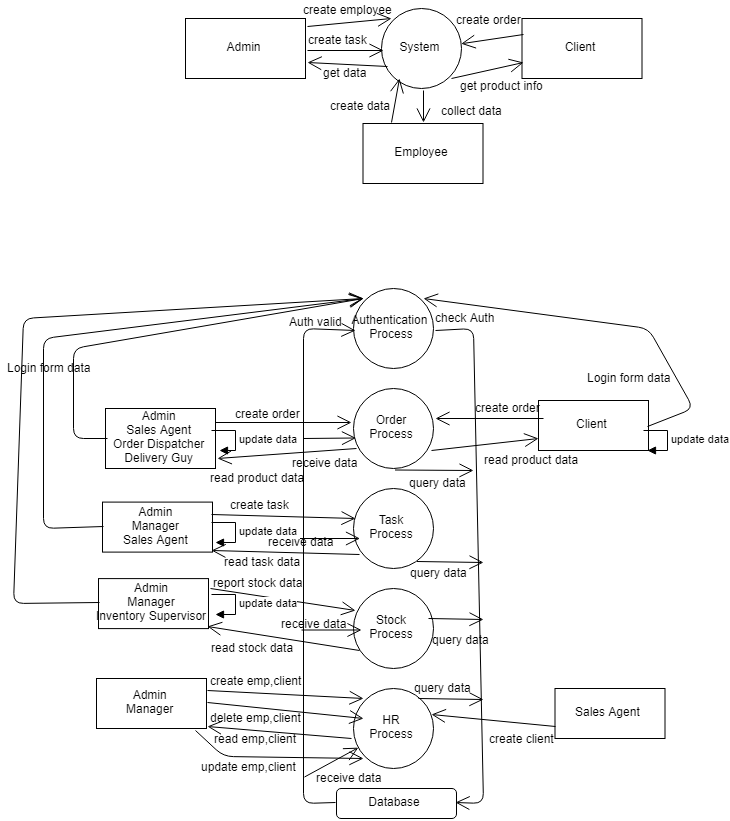 create employee
create order
Admin
create task
System
Client
get data
get product info
create data
collect data
Employee
Auth valid
Authentication
Process
check Auth
Login form data
Login form data
Admin
Sales Agent
Order Dispatcher
Delivery Guy
create order
update data
receive data
read product data
Order
Process
create order
Client
update data
read product data
query data
Admin
Manager
Sales Agent
create task
update data
receive data
read task data
Task
Process
query data
Admin
Manager
Inventory Supervisor
report stock data
update data
receive data
read stock data
Stock
Process
query data
Admin
Manager
create emp,client
delete emp,client
read emp,client
update emp,client
receive data
HR
Process
query data
Sales Agent
create client
Database